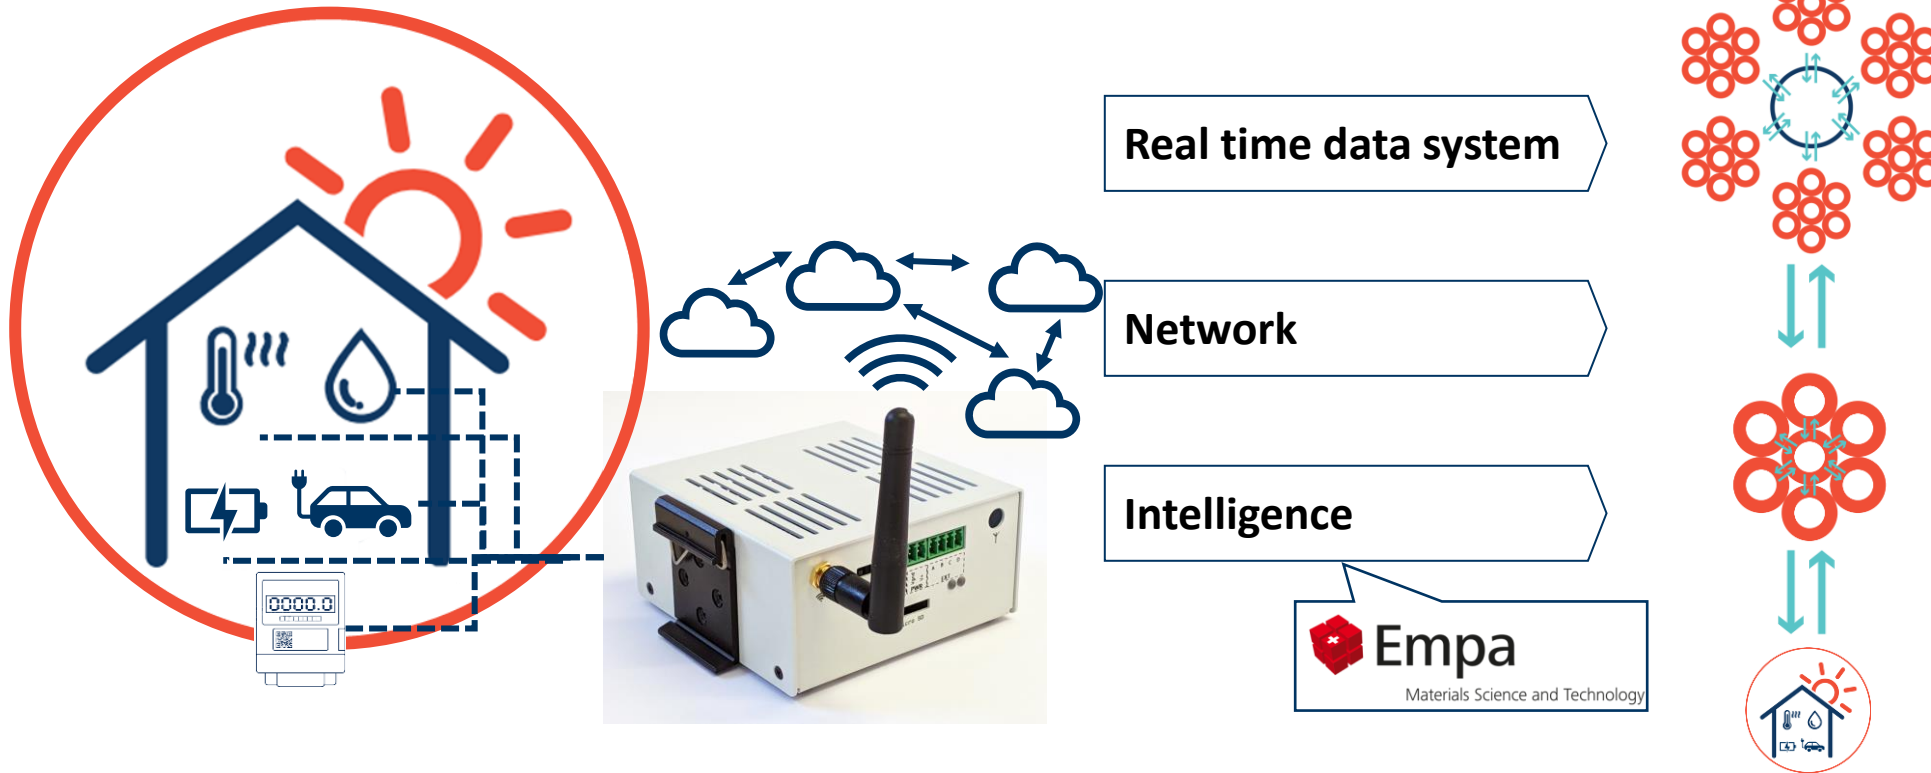 Real time data system
Network
Intelligence
Empa
Materials Science and Technology
0000.0
A B C D